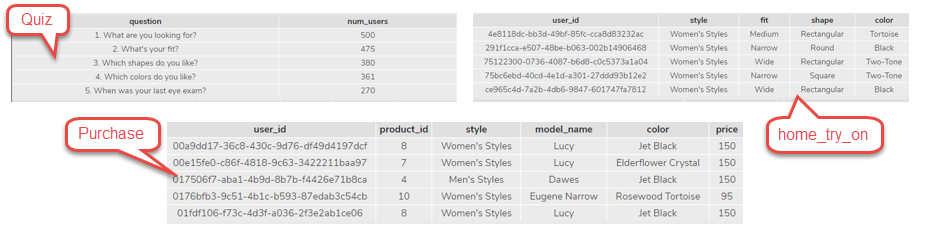 Quiz
question num_users
1. What are you looking for? 500
2. What's your fit? 475
3. Which shapes do you like? 380
4. Which colors do you like? 361
5. When was your last eye exam? 270
user_id style fit shape color
4e8118dc-bb3d-49bf-85fc-cca8d83232ac Women's Styles Medium Rectangular Tortoise
291f1cca-e507-48be-b063-002b14906468 Women's Styles Narrow Round Black
75122300-0736-4087-b6d8-c0c5373a1a04 Women's Styles Wide Rectangular Two-Tone
75bc6ebd-40cd-4e1d-a301-27ddd93b12e2 Women's Styles Narrow Square Two-Tone
ce965c4d-7a2b-4db6-9847-601747fa7812 Women's Styles Wide Rectangular Black
home_try_on
Purchase
user_id product_id style model_name color price
00a9dd17-36c8-430c-9d76-df49d4197dcf 8 Women's Styles Lucy Jet Black 150
00e15fe0-c86f-4818-9c63-3422211baa97 7 Women's Styles Lucy Elderflower Crystal 150
017506f7-aba1-4b9d-8b7b-f4426e71b8ca 4 Men's Styles Dawes Jet Black 150
0176bfb3-9c51-4b1c-b593-87edab3c54cb 10 Women's Styles Eugene Narrow Rosewood Tortoise 95
01fdf106-f73c-4d3f-a036-2f3e2ab1ce06 8 Women's Styles Lucy Jet Black 150